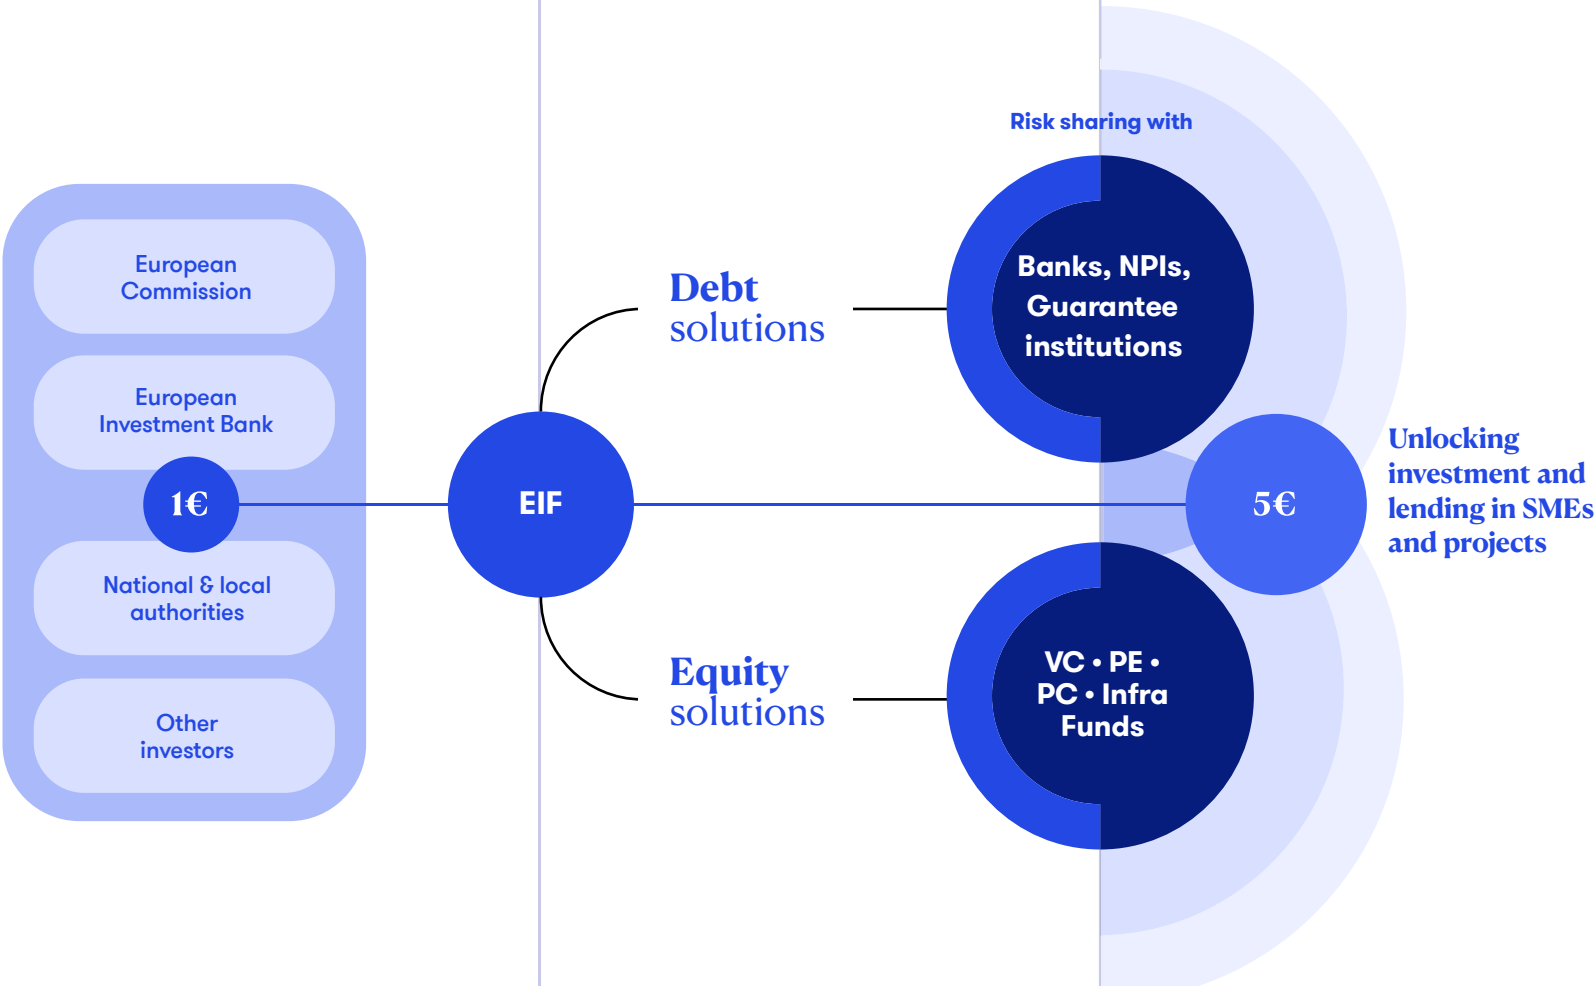 European
Commission
European
Investment Bank
1€
National & local
authorities
Other
investors
EIF
Debt
solutions
Equity
solutions
Risk sharing with
Banks, NPIs,
Guarantee
institutions
VC • PE •
PC • Infra
Funds
5€
Unlocking
investment and
lending in SMEs
and projects